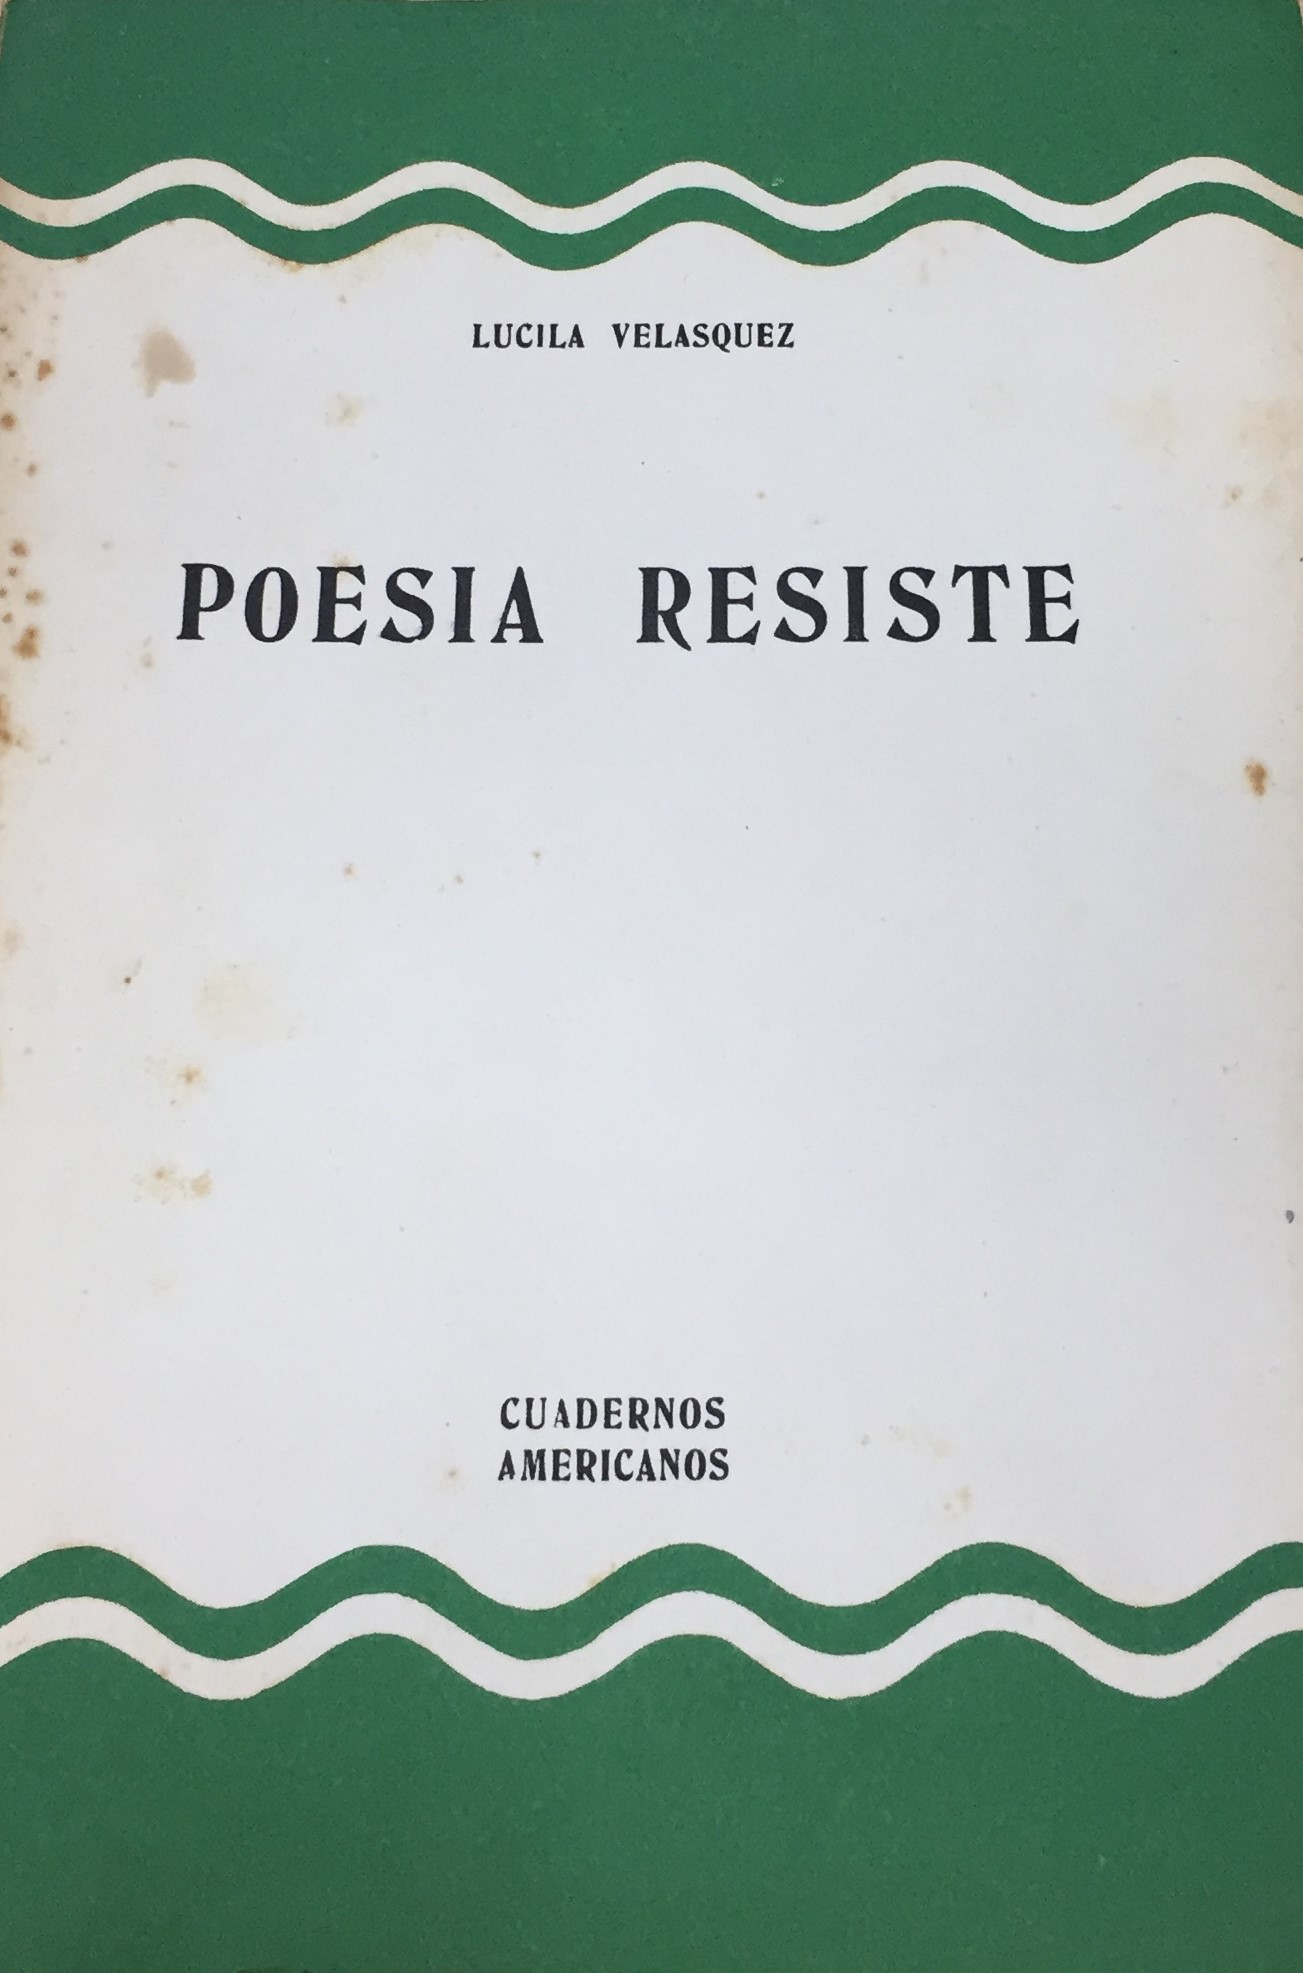 LUCILA VELASQUEZ
POESIA RESISTE
CUADERNOS
AMERICANOS